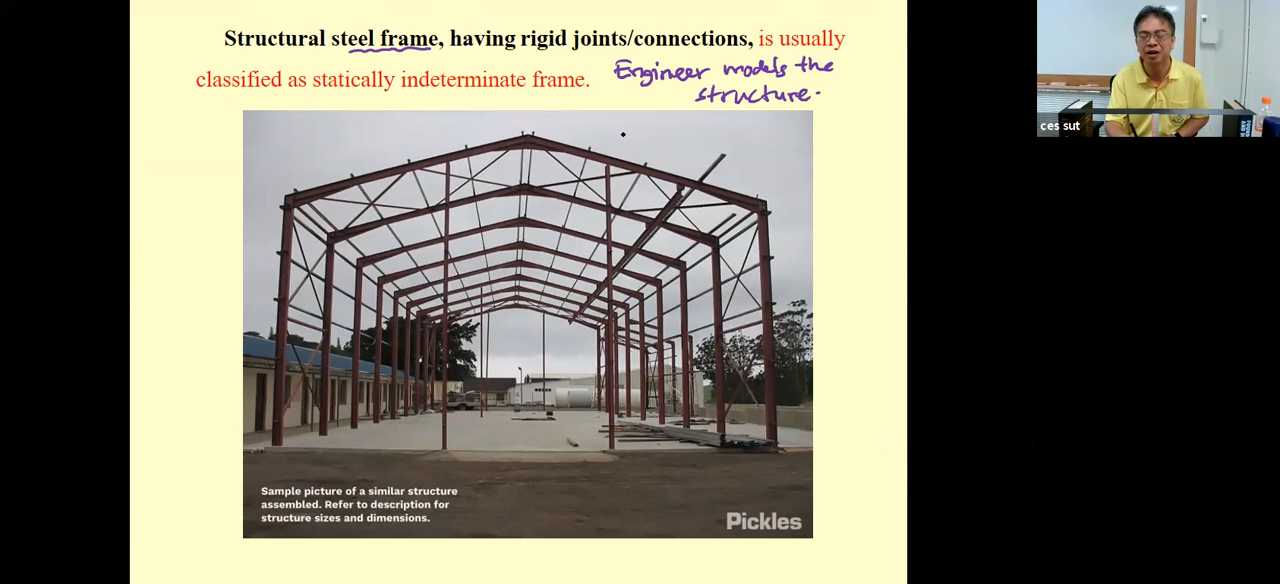 Structural steel frame, having rigid joints/connections, is usually
classified as statically indeterminate frame.
Engineer models the
structure.
ces sut
Sample picture of a similar structure
assembled. Refer to description for
structure sizes and dimensions.
Pickles